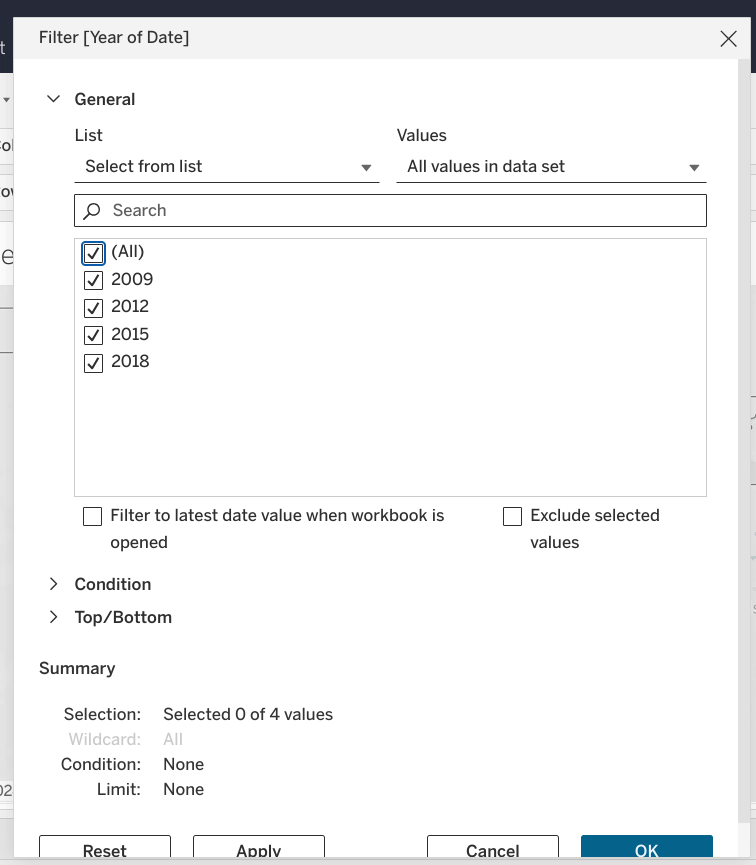 Filter [Year of Date]
General
List
Values
Select from list
All values in data set
Search
(All)
2009
2012
2015
2018
Filter to latest date value when workbook is
opened
Exclude selected
values
Condition
Top/Bottom
Summary
Selection: Selected 0 of 4 values
Wildcard: All
Condition: None
Limit: None
Reset
Apply
Cancel
OK